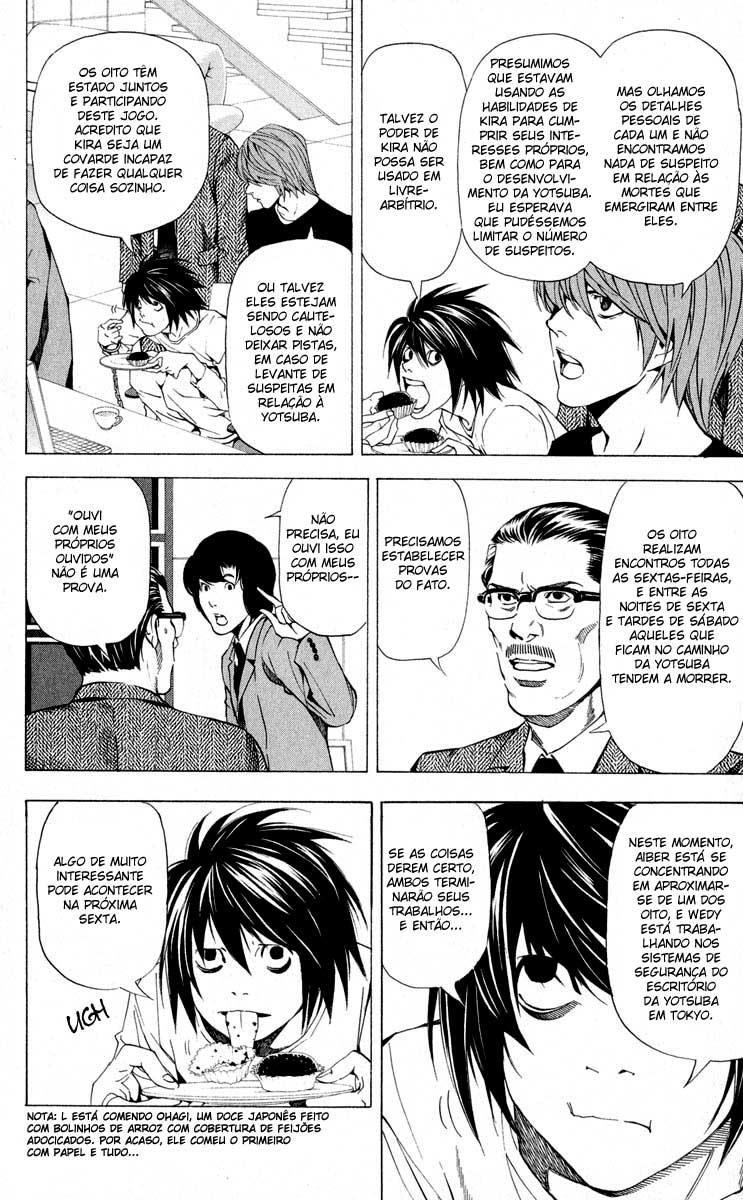 MAS OLHAMOS
OS DETALHES
PESSOAIS DE
CADA UM E NÃO
ENCONTRAMOS
NADA DE SUSPEITO
EM RELAÇÃO ÀS
MORTES QUE
EMERGIRAM ENTRE
ELES.
PRESUMIMOS
QUE ESTAVAM
USANDO AS
HABILIDADES DE
KIRA PARA CUM-
PRIR SEUS INTE-
RESSES PRÓPRIOS,
BEM COMO PARA
O DESENVOLVI-
MENTO DA YOTSUBA.
EU ESPERAVA
QUE PUDÉSSEMOS
LIMITAR O NÚMERO
DE SUSPEITOS.
TALVEZ O
PODER DE
KIRA NÃO
POSSA SER
USADO EM
LIVRE-
ARBÍTRIO.
OS OITO TÊM
ESTADO JUNTOS
E PARTICIPANDO
DESTE JOGO.
ACREDITO QUE
KIRA SEJA UM
COVARDE INCAPAZ
DE FAZER QUALQUER
COISA SOZINHO.
OU TALVEZ
ELES ESTEJAM
SENDO CAUTE-
LOSOS E NÃO
DEIXAR PISTAS,
EM CASO DE
LEVANTE DE
SUSPEITAS EM
RELAÇÃO À
YOTSUBA.
OS OITO
REALIZAM
ENCONTROS TODAS
AS SEXTAS-FEIRAS,
E ENTRE AS
NOITES DE SEXTA
E TARDES DE SÁBADO
AQUELES QUE
FICAM NO CAMINHO
DA YOTSUBA
TENDEM A MORRER.
PRECISAMOS
ESTABELECER
PROVAS
DO FATO.
NÃO
PRECISA, EU
OUVI ISSO
COM MEUS
PRÓPRIOS--
"OUVI
COM MEUS
PRÓPRIOS
OUVIDOS"
NÃO É UMA
PROVA.
NESTE MOMENTO,
AIBER ESTÁ SE
CONCENTRANDO
EM APROXIMAR-
SE DE UM DOS
OITO, E WEDY
ESTÁ TRABA-
LHANDO NOS
SISTEMAS DE
SEGURANÇA DO
ESCRITÓRIO
DA YOTSUBA
EM TOKYO.
SE AS COISAS
DEREM CERTO,
AMBOS TERMI-
NARÃO SEUS
TRABALHOS...
E ENTÃO...
ALGO DE MUITO
INTERESSANTE
PODE ACONTECER
NA PRÓXIMA
SEXTA.
UGH
NOTA: L ESTÁ COMENDO OHAGI, UM DOCE JAPONÊS FEITO
COM BOLINHOS DE ARROZ COM COBERTURA DE FEIJÕES
ADOCICADOS. POR ACASO, ELE COMEU O PRIMEIRO
COM PAPEL E TUDO...